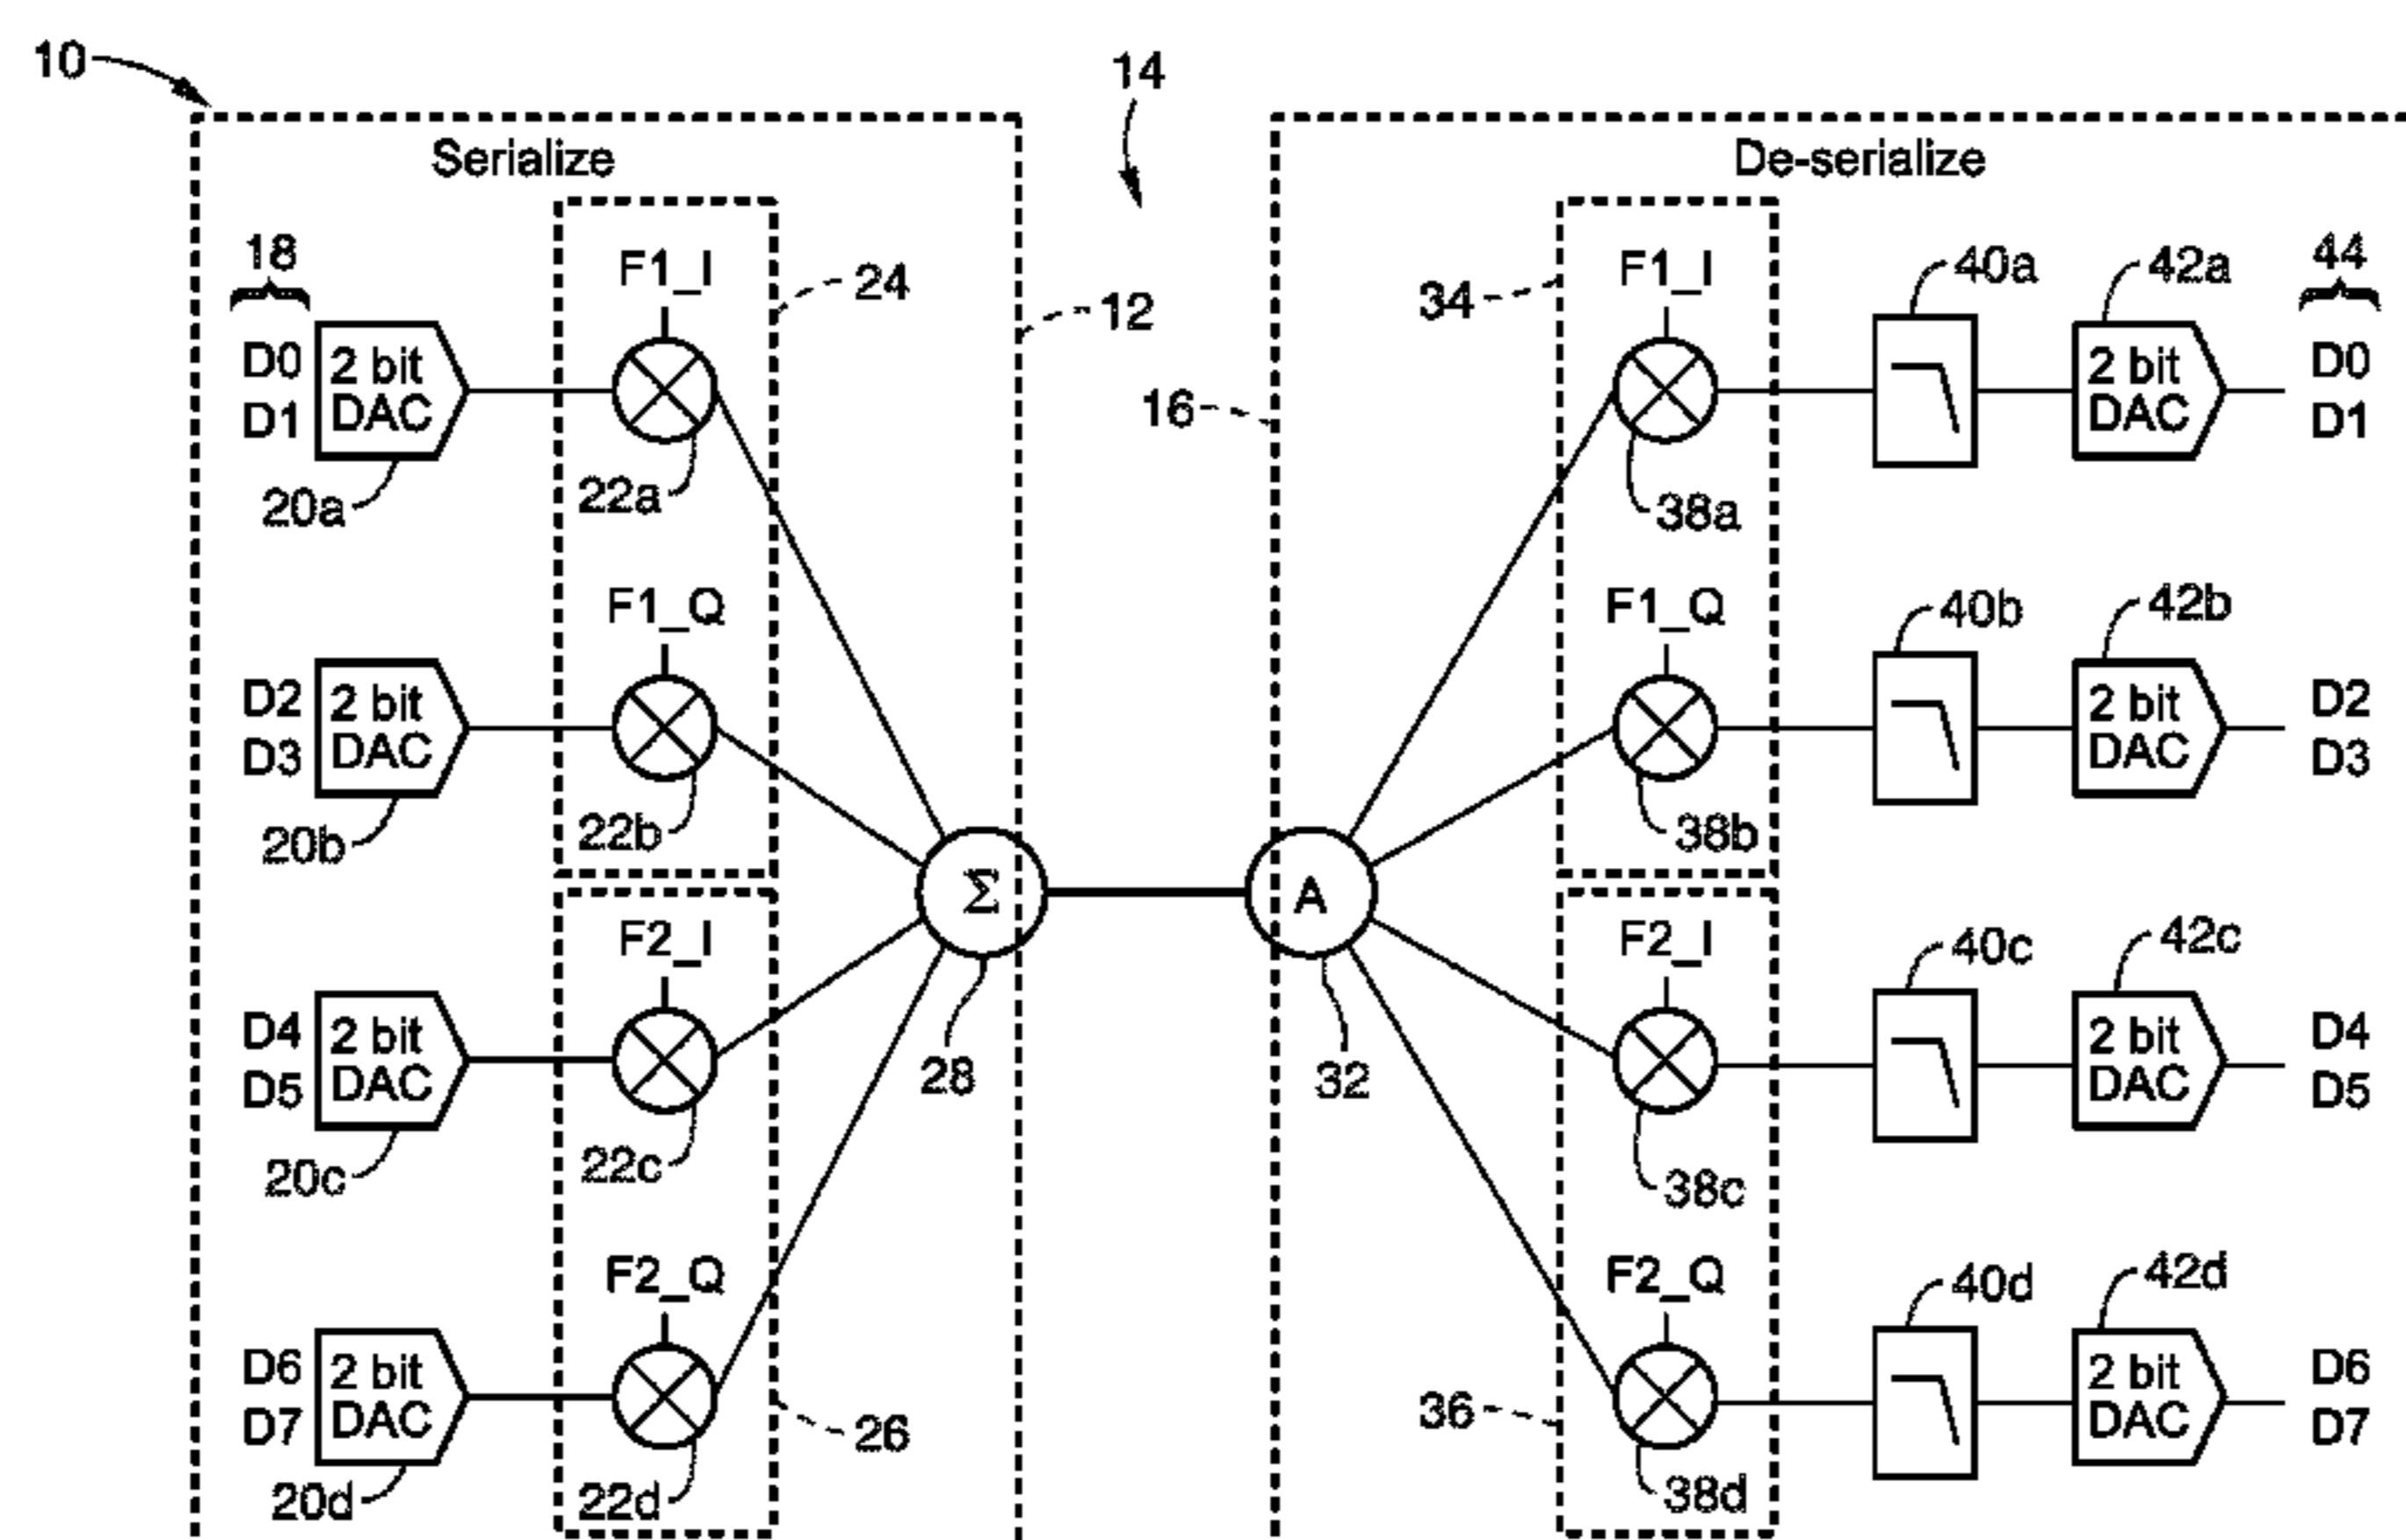 10
14
Serialize
De-serialize
18
F1_I
24
12
34
F1_I
40a
42a
44
D0
D1
2 bit
DAC
16
2 bit
DAC
D0
D1
20a
22a
38a
F1_Q
F1_Q
40b
42b
D2
D3
2 bit
DAC
2 bit
DAC
D2
D3
20b
22b
38b
Σ
A
F2_I
F2_I
40c
42c
D4
D5
2 bit
DAC
28
32
2 bit
DAC
D4
D5
20c
22c
38c
F2_Q
F2_Q
40d
42d
D6
D7
2 bit
DAC
26
36
2 bit
DAC
D6
D7
20d
22d
38d